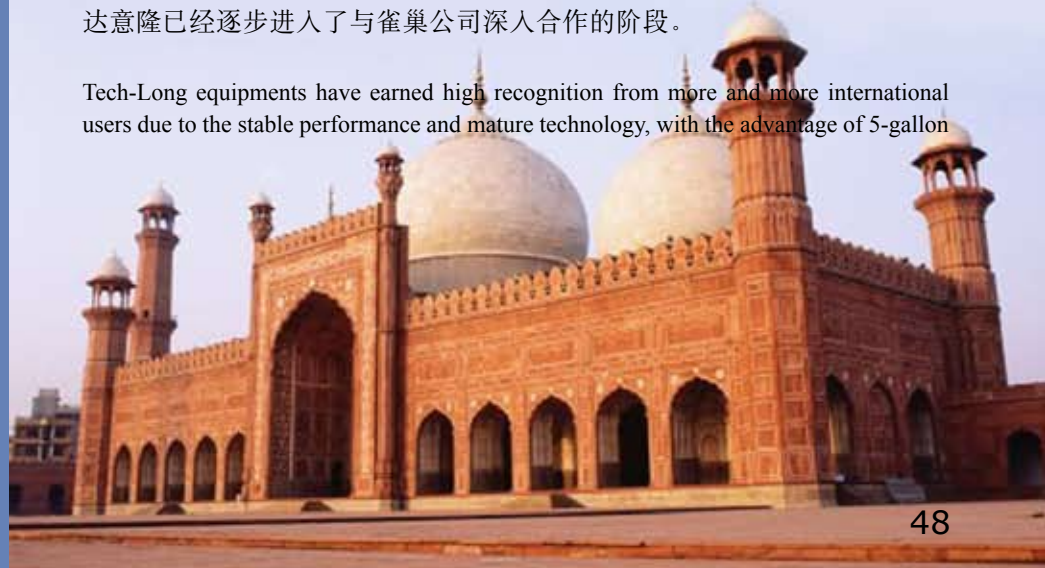 达意隆已经逐步进入了与雀巢公司深入合作的阶段。
Tech-Long equipments have earned high recognition from more and more international
users due to the stable performance and mature technology, with the advantage of 5-gallon
48